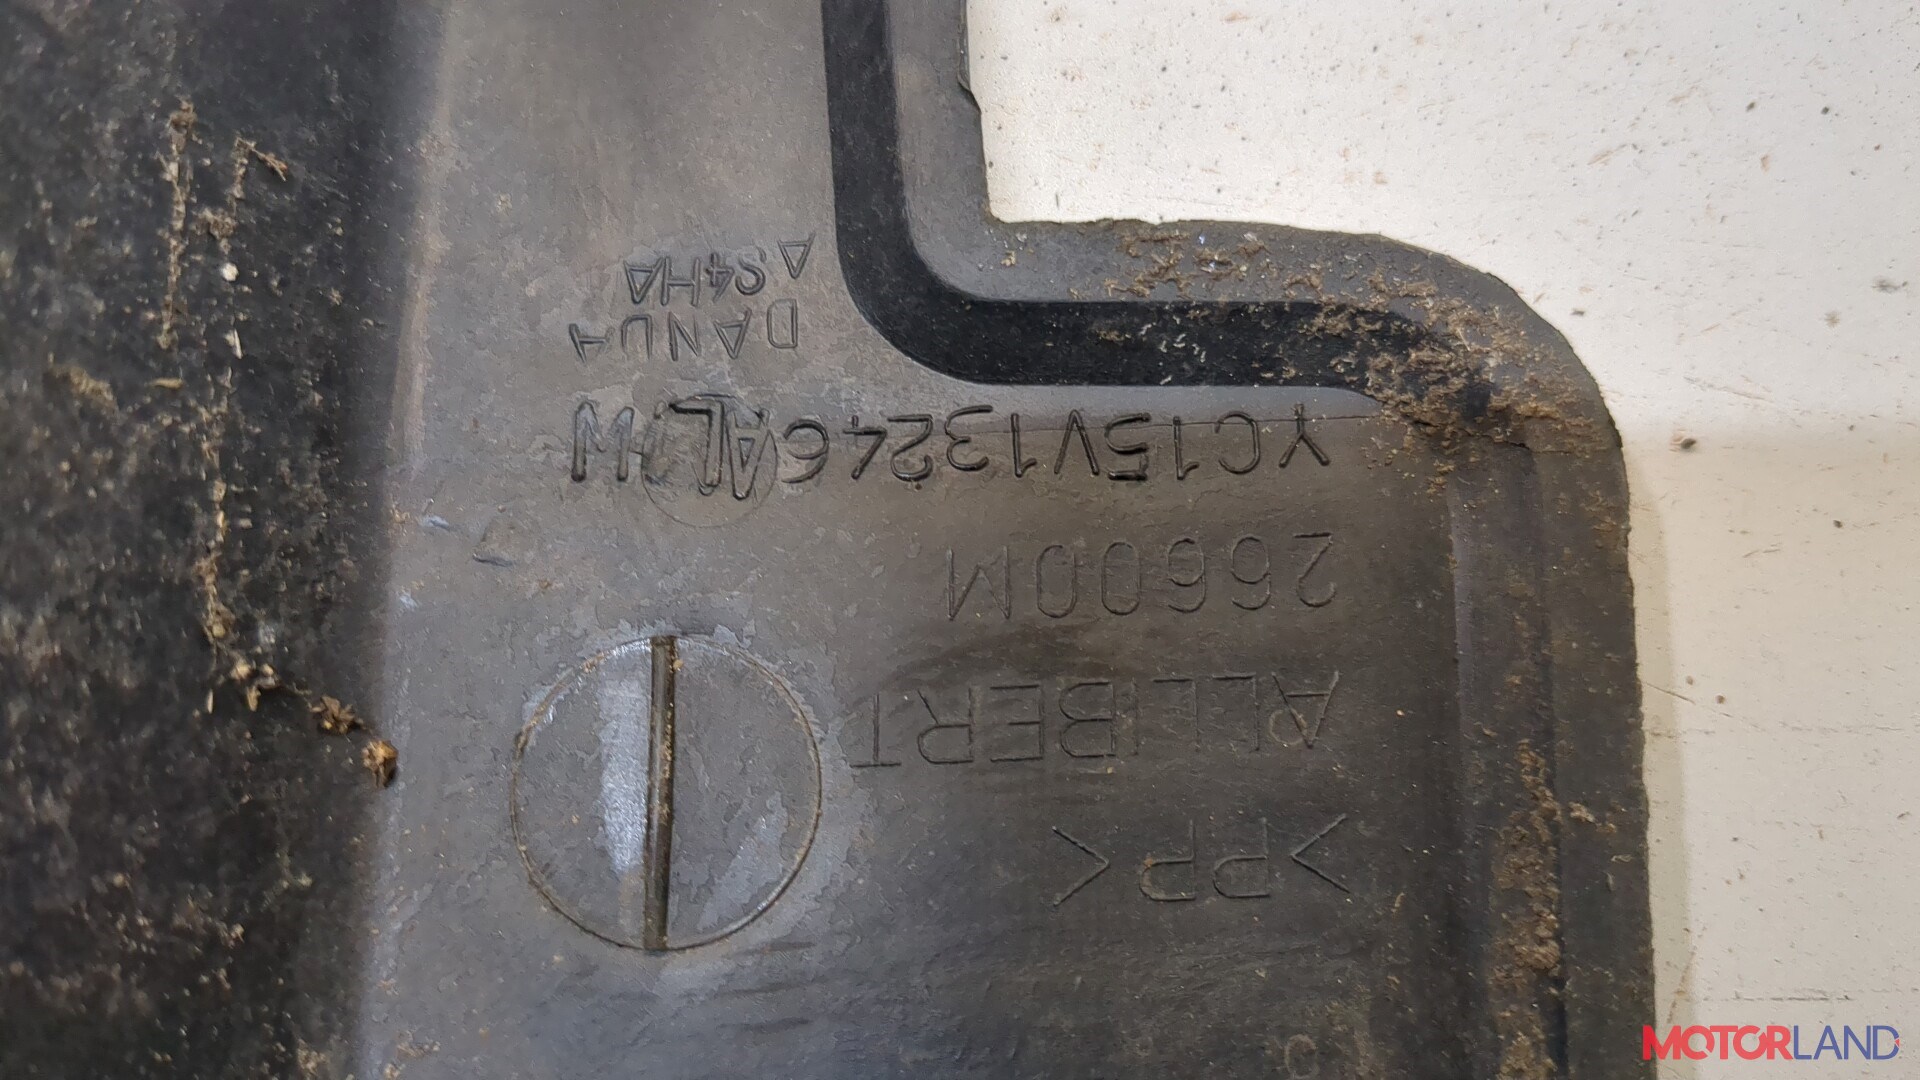 >PP<
ALLIBERT
26600M
YC15V13246ALW
MOTORLAND